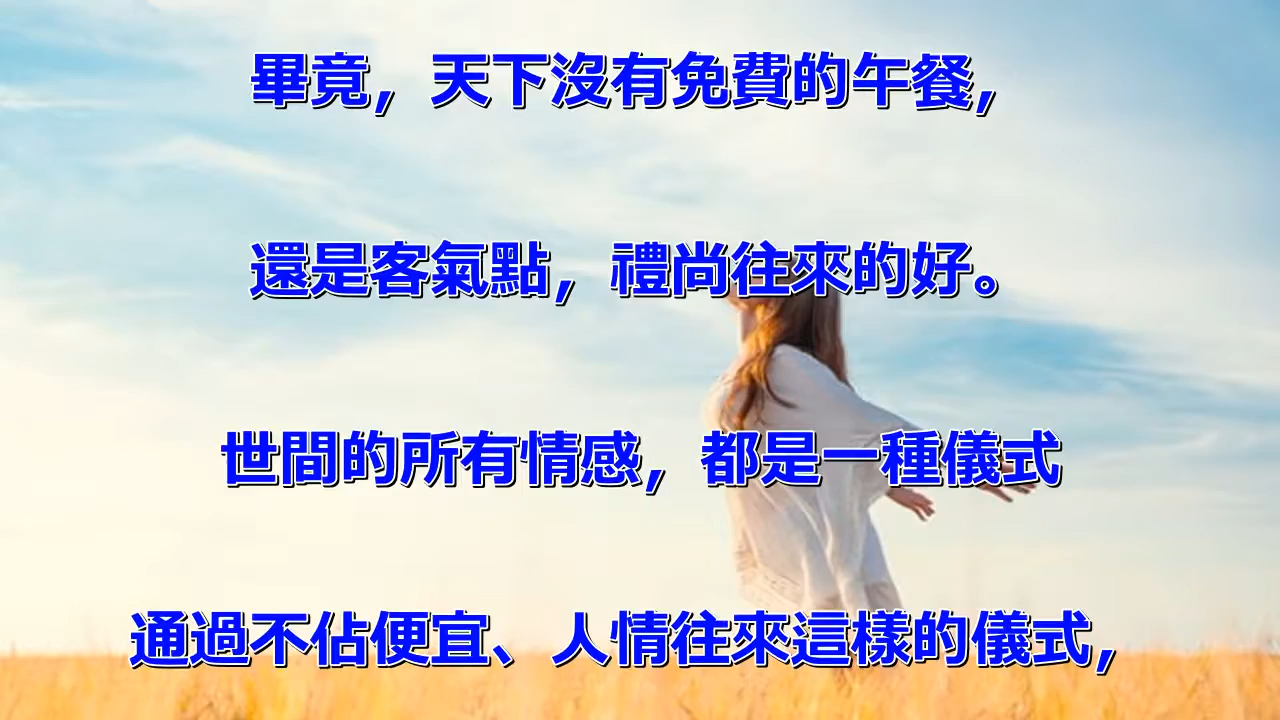 畢竟，天下沒有免費的午餐，
還是客氣點，禮尚往來的好。
世間的所有情感，都是一種儀式
通過不佔便宜、人情往來這樣的儀式，